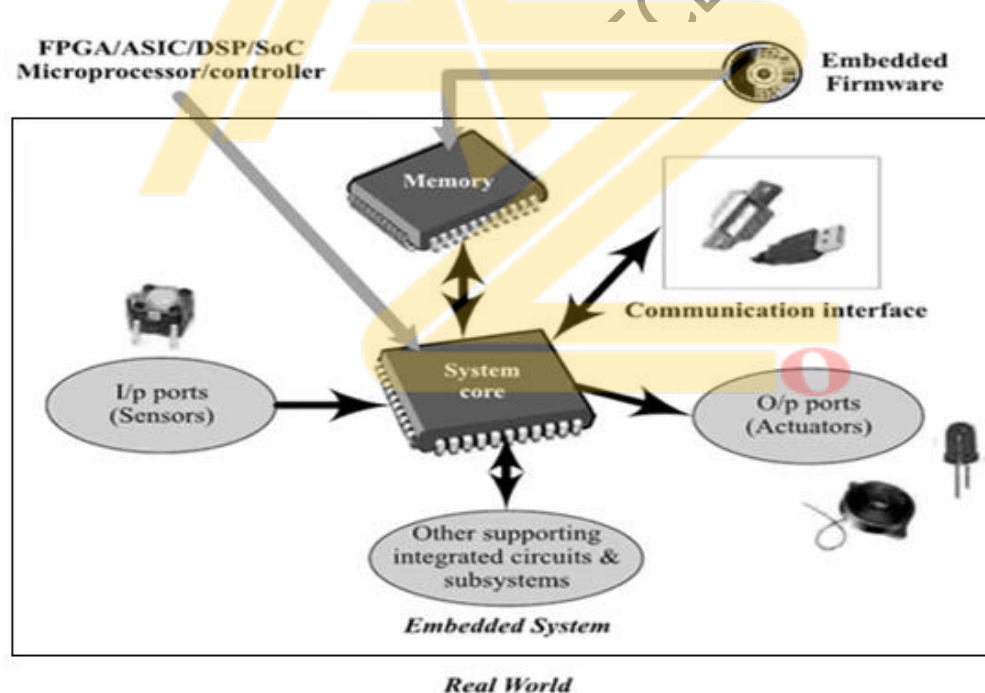 FPGA/ASIC/DSP/SoC
Microprocessor/controller
Embedded
Firmware
Memory
Communication interface
System
core
I/p ports
(Sensors)
O/p ports
(Actuators)
Other supporting
integrated circuits &
subsystems
Embedded System
Real World